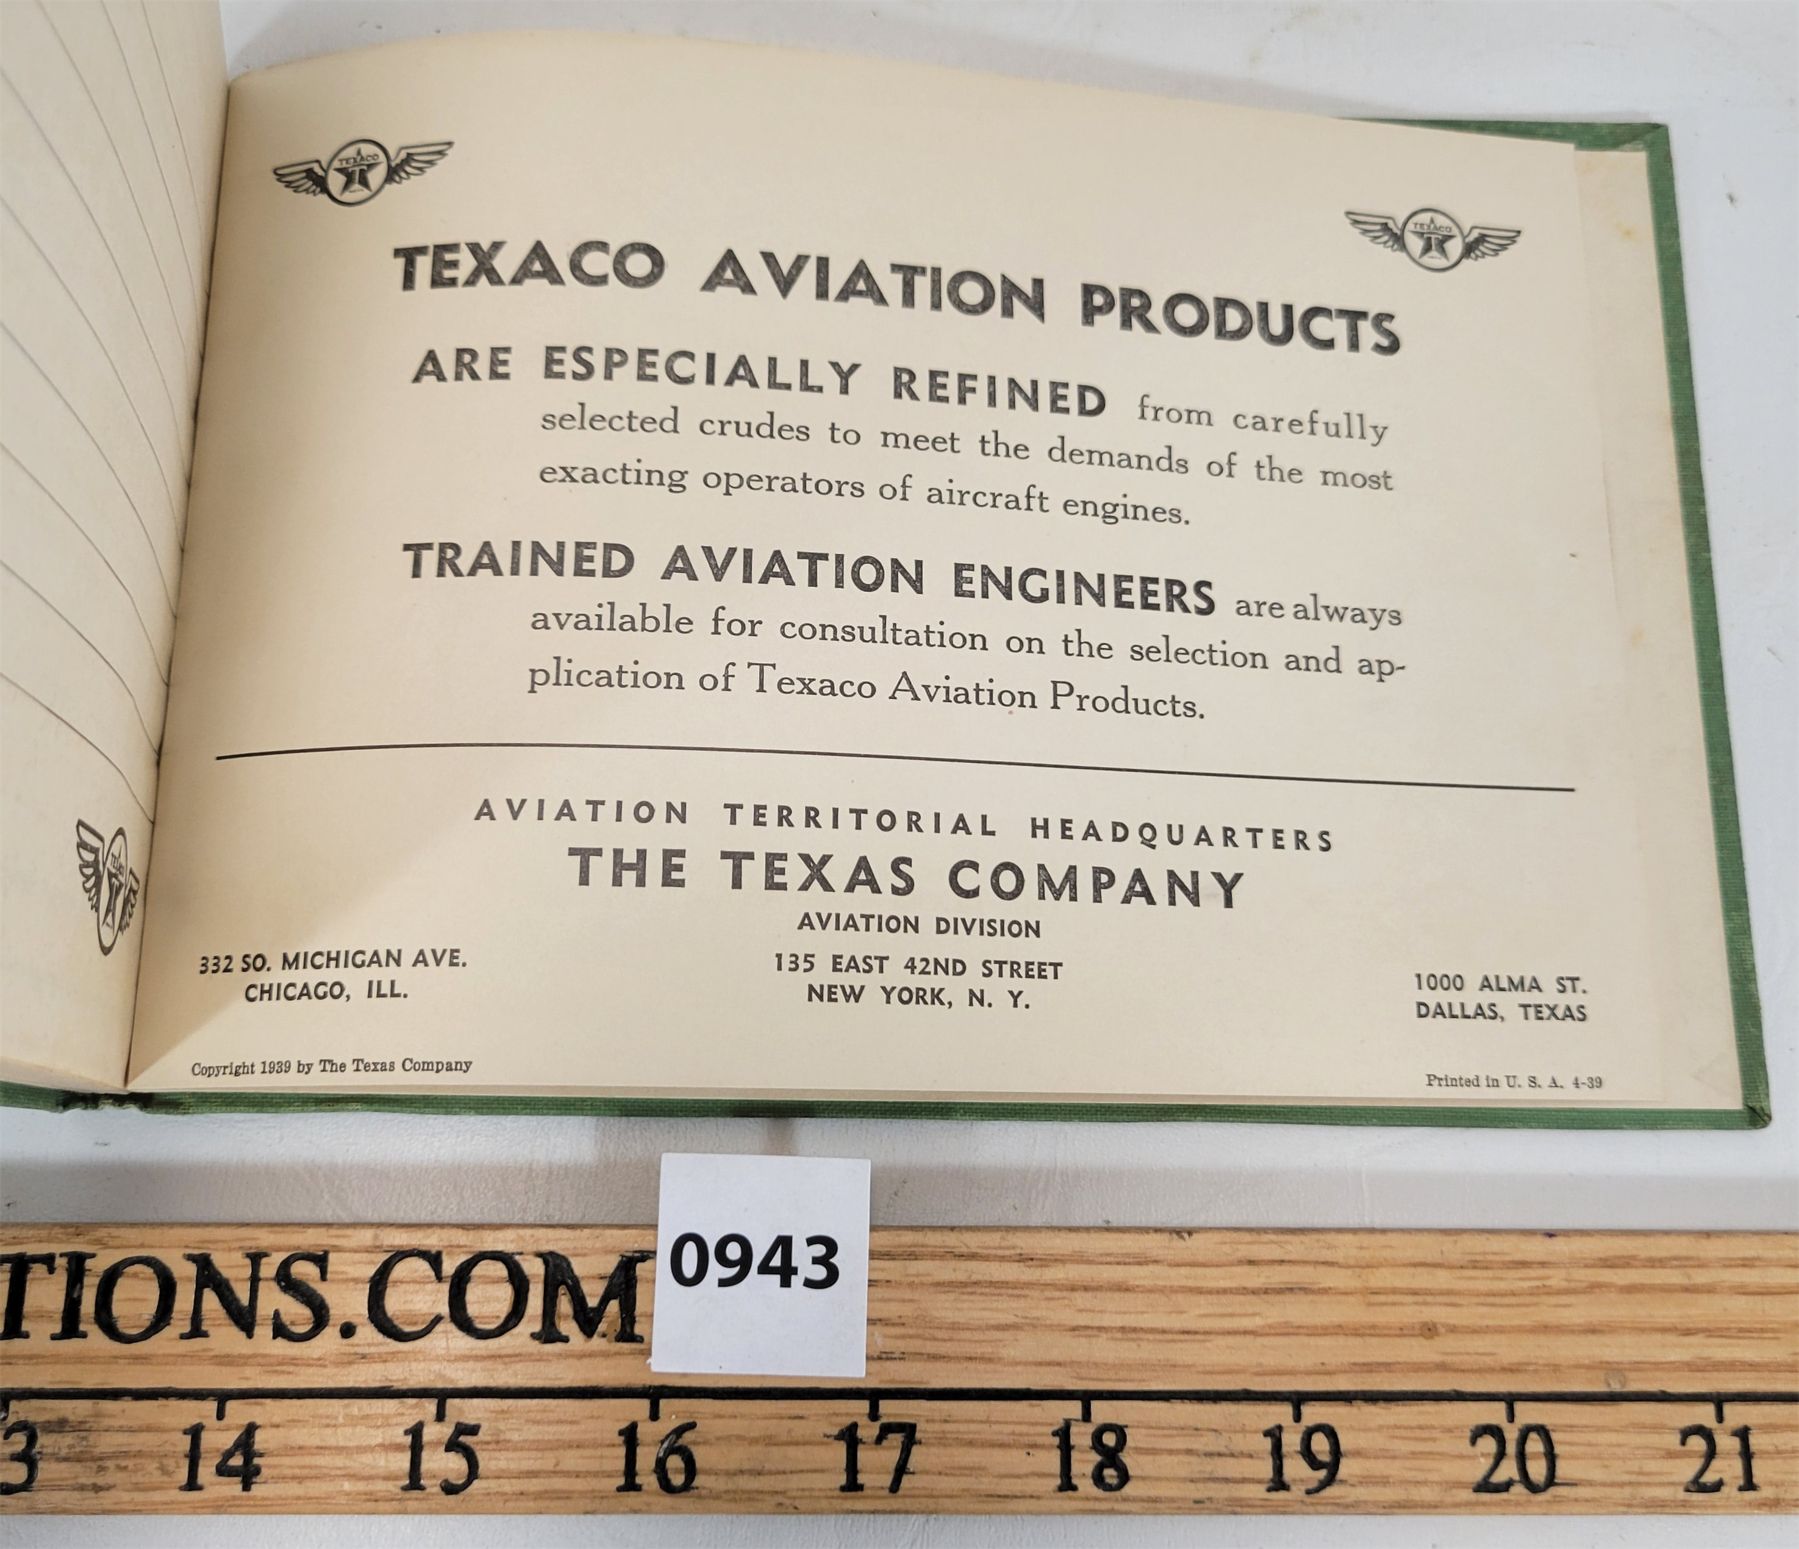 TEXACO
TEXACO
TEXACO AVIATION PRODUCTS
ARE ESPECIALLY REFINED from carefully
selected crudes to meet the demands of the most
exacting operators of aircraft engines.
TRAINED AVIATION ENGINEERS are always
available for consultation on the selection and ap-
plication of Texaco Aviation Products.
AVIATION TERRITORIAL HEADQUARTERS
THE TEXAS COMPANY
AVIATION DIVISION
332 SO. MICHIGAN AVE.
CHICAGO, ILL.
135 EAST 42ND STREET
NEW YORK, N. Y.
1000 ALMA ST.
DALLAS, TEXAS
Copyright 1939 by The Texas Company
Printed in U. S. A. 4-39
0943
TIONS.COM
3 14 15 16 17 18 19 20 21